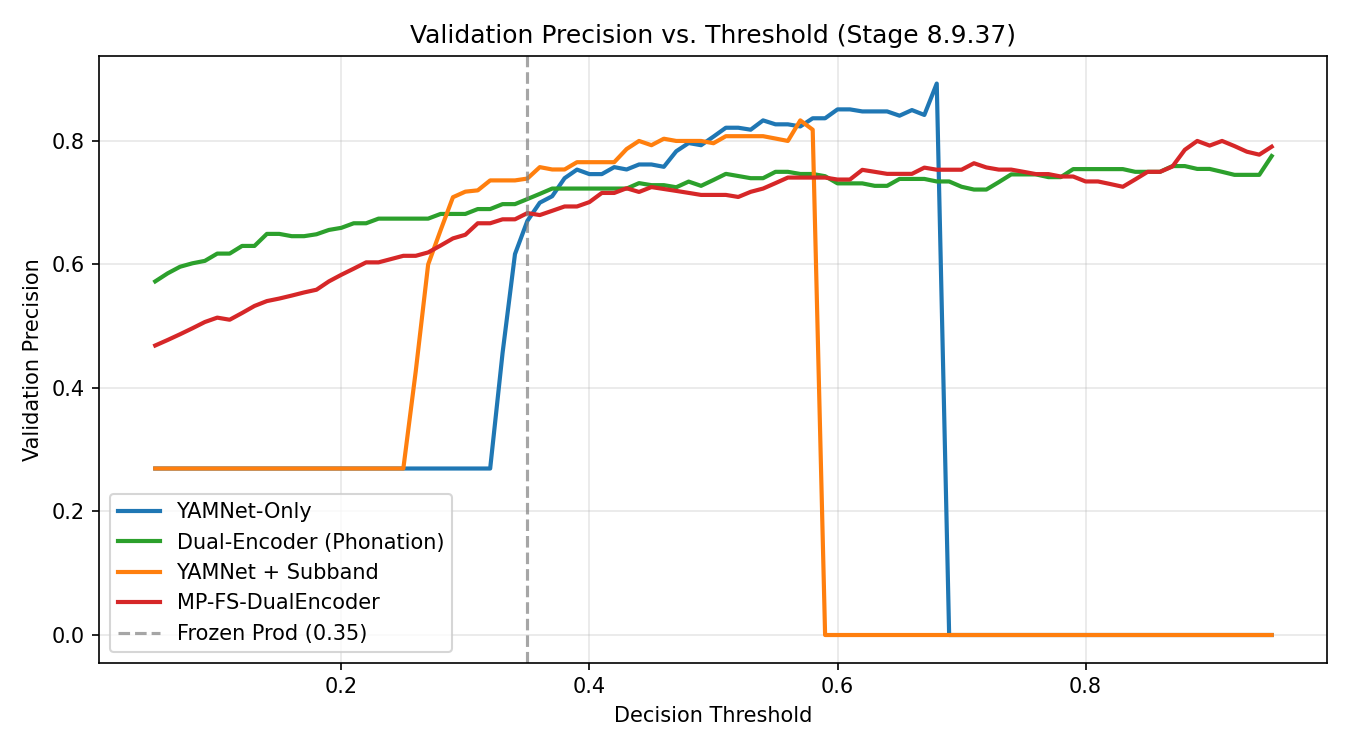 Validation Precision vs. Threshold (Stage 8.9.37)
Validation Precision
0.8
0.6
0.4
0.2
0.0
YAMNet-Only
Dual-Encoder (Phonation)
YAMNet + Subband
MP-FS-DualEncoder
Frozen Prod (0.35)
0.2 0.4 0.6 0.8
Decision Threshold